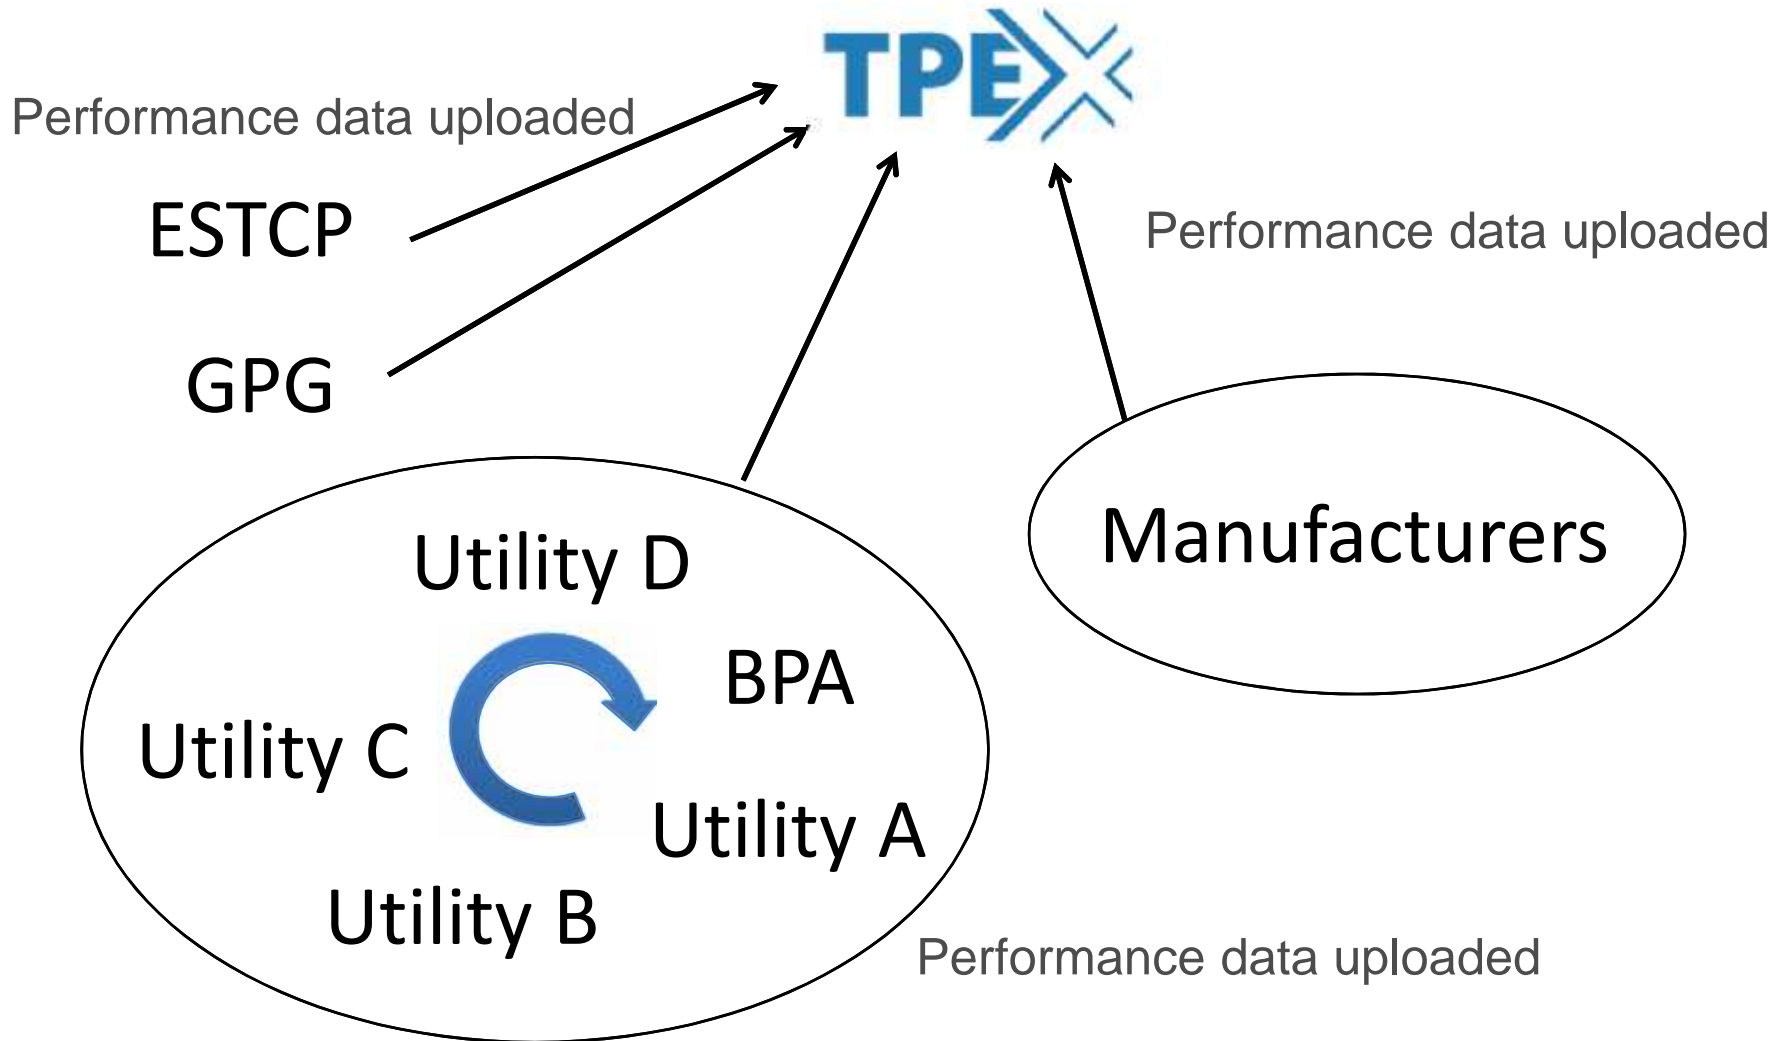 TPEX
Performance data uploaded
ESTCP
Performance data uploaded
GPG
Manufacturers
Utility D
BPA
Utility C
Utility A
Utility B
Performance data uploaded